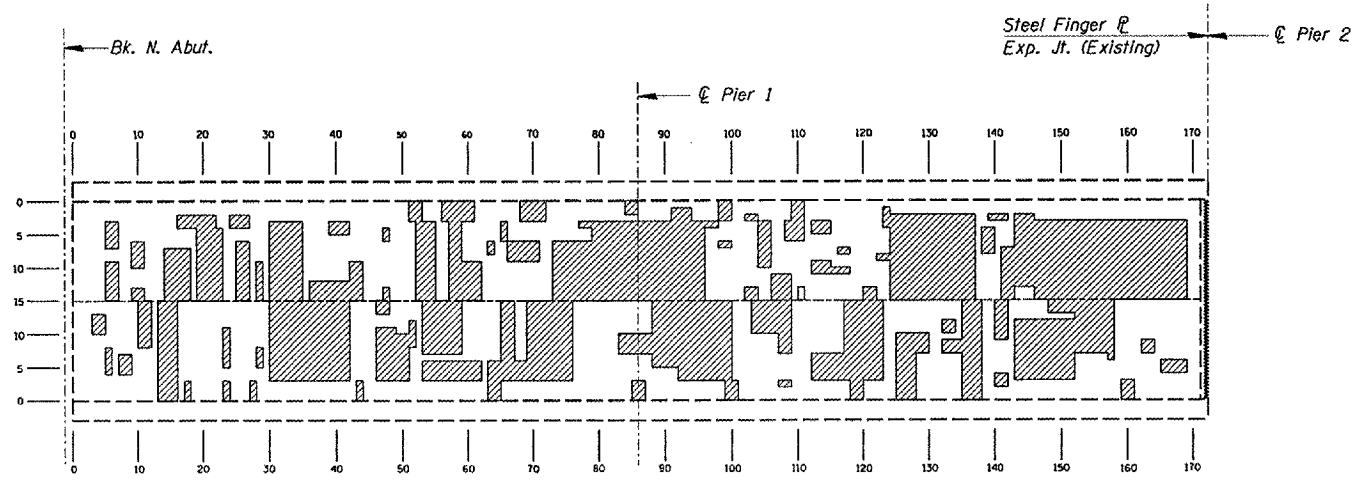 Steel Finger ⅊
Exp. Jt. (Existing)
℄ Pier 2
Bk. N. Abut.
℄ Pier 1
0 10 20 30 40 50 60 70 80 90 100 110 120 130 140 150 160 170
0
5
10
15
10
5
0
0 10 20 30 40 50 60 70 80 90 100 110 120 130 140 150 160 170